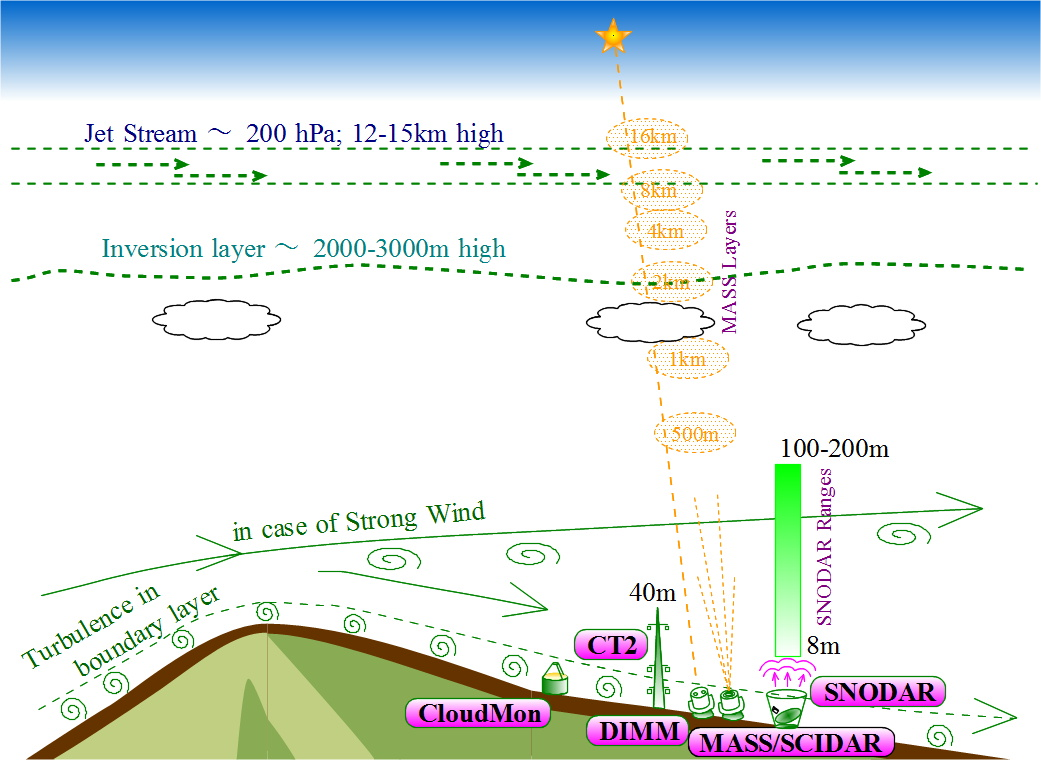 Jet Stream ～ 200 hPa; 12-15km high
16km
8km
4km
Inversion layer ～ 2000-3000m high
2km
MASS Layers
1km
500m
100-200m
SNODAR Ranges
in case of Strong Wind
Turbulence in
boundary layer
40m
8m
CT2
CloudMon
DIMM
MASS/SCIDAR
SNODAR